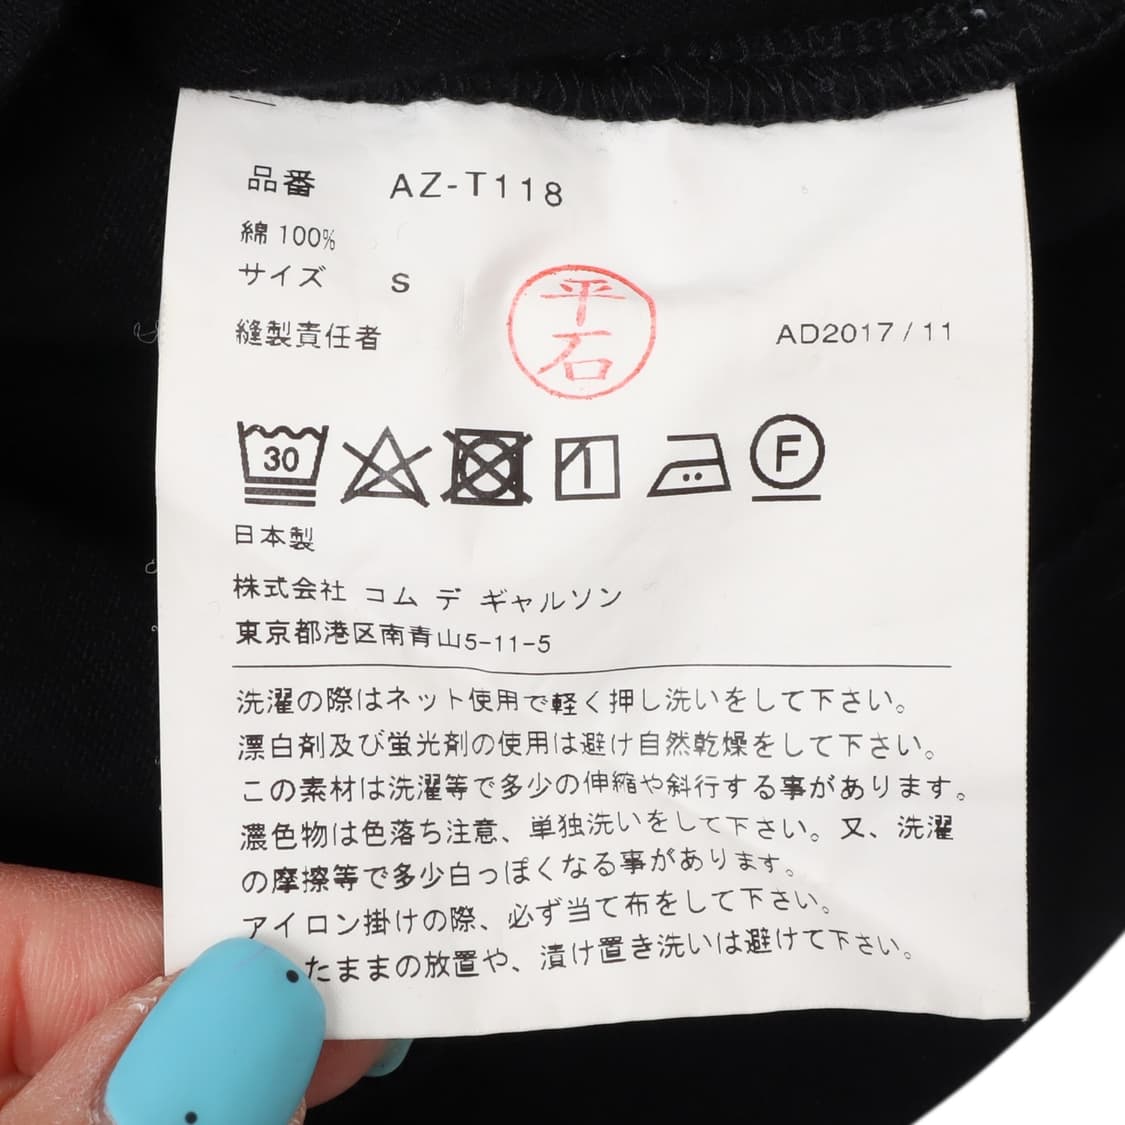 品番 AZ-T118
綿 100%
サイズ S
平石
縫製責任者
AD2017 / 11
30
1
F
日本製
株式会社 コム デ ギャルソン
東京都港区南青山5-11-5
洗濯の際はネット使用で軽く押し洗いをして下さい。
漂白剤及び蛍光剤の使用は避け自然乾燥をして下さい。
この素材は洗濯等で多少の伸縮や斜行する事があります。
濃色物は色落ち注意、単独洗いをして下さい。又、洗濯
の摩擦等で多少白っぽくなる事があります。
アイロン掛けの際、必ず当て布をして下さい。
たままの放置や、漬け置き洗いは避けて下さい。